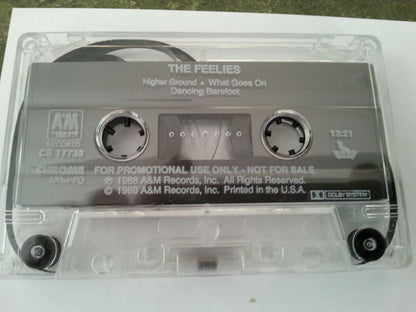 THE FEELIES
Higher Ground • What Goes On
Dancing Barefoot
A&M
RECORDS
CS 17738
13:21
CHROME
FOR PROMOTIONAL USE ONLY - NOT FOR SALE
℗ 1988 A&M Records, Inc. All Rights Reserved.
© 1989 A&M Records, Inc. Printed in the U.S.A.
DOLBY SYSTEM